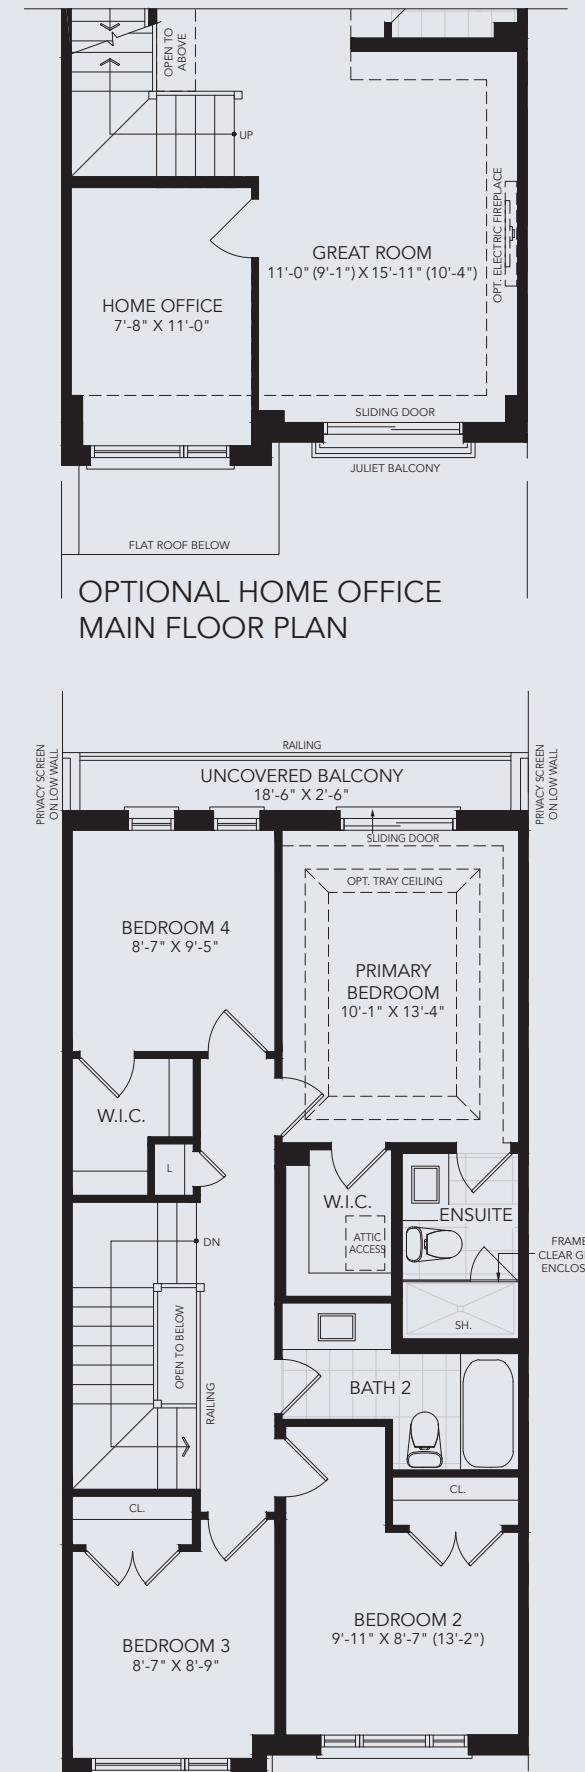 OPEN TO
ABOVE
UP
OPT. ELECTRIC FIREPLACE
GREAT ROOM
11'-0" (9'-1") X 15'-11" (10'-4")
HOME OFFICE
7'-8" X 11'-0"
SLIDING DOOR
JULIET BALCONY
FLAT ROOF BELOW
OPTIONAL HOME OFFICE
MAIN FLOOR PLAN
RAILING
PRIVACY SCREEN
ON LOW WALL
UNCOVERED BALCONY
18'-6" X 2'-6"
PRIVACY SCREEN
ON LOW WALL
SLIDING DOOR
OPT. TRAY CEILING
BEDROOM 4
8'-7" X 9'-5"
PRIMARY
BEDROOM
10'-1" X 13'-4"
W.I.C.
L
W.I.C.
ATTIC
ACCESS
ENSUITE
DN
FRAME
CLEAR G
ENCLOS
SH.
OPEN TO BELOW
RAILING
BATH 2
CL.
CL.
BEDROOM 2
9'-11" X 8'-7" (13'-2")
BEDROOM 3
8'-7" X 8'-9"